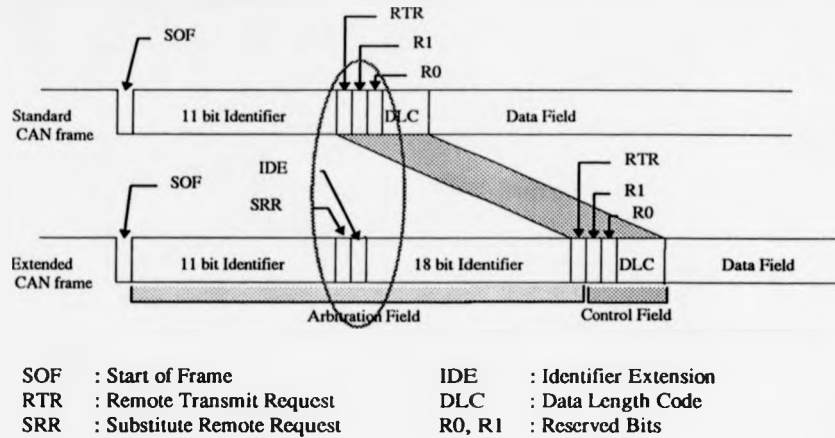 RTR
SOF
R1
R0
Standard
CAN frame
11 bit Identifier
DLC
Data Field
RTR
IDE
SOF
R1
SRR
R0
Extended
CAN frame
11 bit Identifier
18 bit Identifier
DLC
Data Field
Arbitration Field
Control Field
SOF : Start of Frame
IDE : Identifier Extension
RTR : Remote Transmit Request
DLC : Data Length Code
SRR : Substitute Remote Request
R0, R1 : Reserved Bits